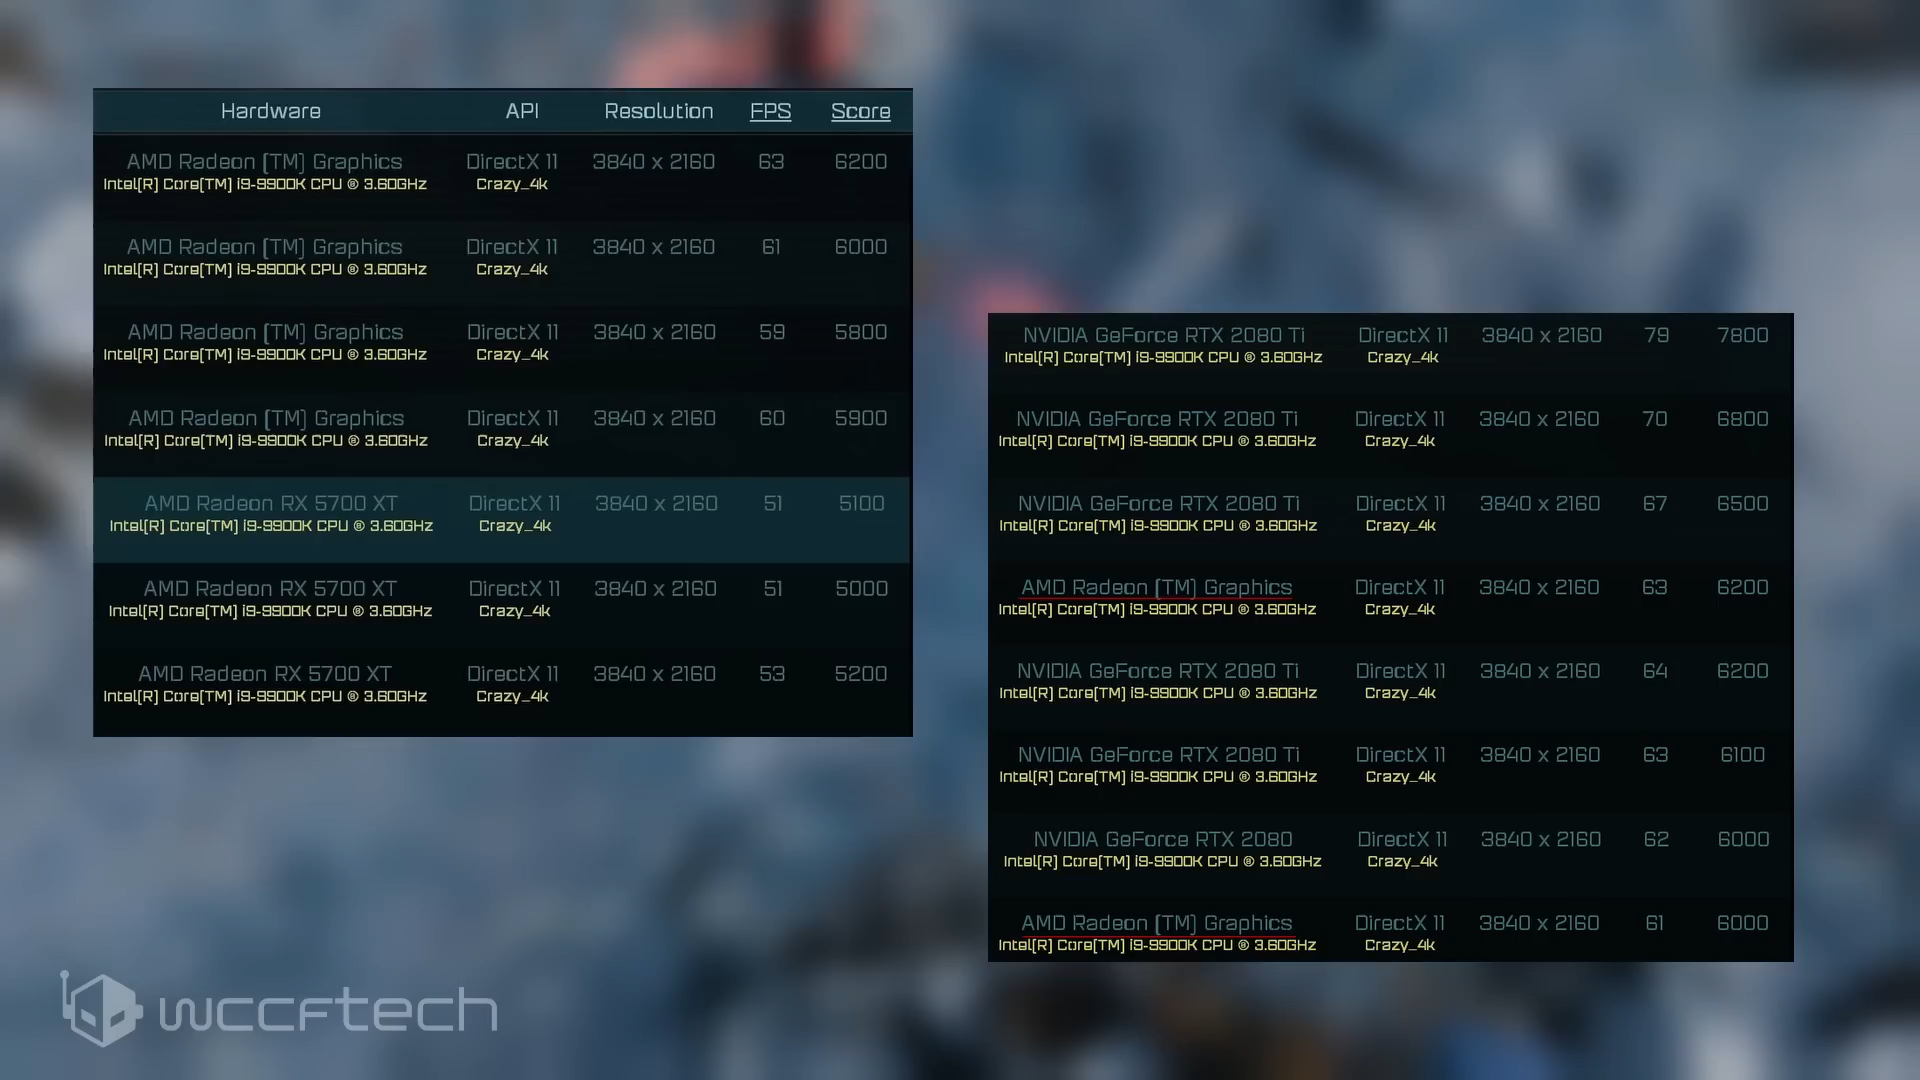 Hardware API Resolution FPS Score
AMD Radeon (TM) Graphics DirectX 11 3840 x 2160 63 6200
Intel(R) Core(TM) i9-9900K CPU @ 3.60GHz Crazy_4k
AMD Radeon (TM) Graphics DirectX 11 3840 x 2160 61 6000
Intel(R) Core(TM) i9-9900K CPU @ 3.60GHz Crazy_4k
AMD Radeon (TM) Graphics DirectX 11 3840 x 2160 59 5800
Intel(R) Core(TM) i9-9900K CPU @ 3.60GHz Crazy_4k
AMD Radeon (TM) Graphics DirectX 11 3840 x 2160 60 5900
Intel(R) Core(TM) i9-9900K CPU @ 3.60GHz Crazy_4k
AMD Radeon RX 5700 XT DirectX 11 3840 x 2160 51 5100
Intel(R) Core(TM) i9-9900K CPU @ 3.60GHz Crazy_4k
AMD Radeon RX 5700 XT DirectX 11 3840 x 2160 51 5000
Intel(R) Core(TM) i9-9900K CPU @ 3.60GHz Crazy_4k
AMD Radeon RX 5700 XT DirectX 11 3840 x 2160 53 5200
Intel(R) Core(TM) i9-9900K CPU @ 3.60GHz Crazy_4k
NVIDIA GeForce RTX 2080 Ti DirectX 11 3840 x 2160 79 7800
Intel(R) Core(TM) i9-9900K CPU @ 3.60GHz Crazy_4k
NVIDIA GeForce RTX 2080 Ti DirectX 11 3840 x 2160 70 6800
Intel(R) Core(TM) i9-9900K CPU @ 3.60GHz Crazy_4k
NVIDIA GeForce RTX 2080 Ti DirectX 11 3840 x 2160 67 6500
Intel(R) Core(TM) i9-9900K CPU @ 3.60GHz Crazy_4k
AMD Radeon (TM) Graphics DirectX 11 3840 x 2160 63 6200
Intel(R) Core(TM) i9-9900K CPU @ 3.60GHz Crazy_4k
NVIDIA GeForce RTX 2080 Ti DirectX 11 3840 x 2160 64 6200
Intel(R) Core(TM) i9-9900K CPU @ 3.60GHz Crazy_4k
NVIDIA GeForce RTX 2080 Ti DirectX 11 3840 x 2160 63 6100
Intel(R) Core(TM) i9-9900K CPU @ 3.60GHz Crazy_4k
NVIDIA GeForce RTX 2080 DirectX 11 3840 x 2160 62 6000
Intel(R) Core(TM) i9-9900K CPU @ 3.60GHz Crazy_4k
AMD Radeon (TM) Graphics DirectX 11 3840 x 2160 61 6000
Intel(R) Core(TM) i9-9900K CPU @ 3.60GHz Crazy_4k
wccftech